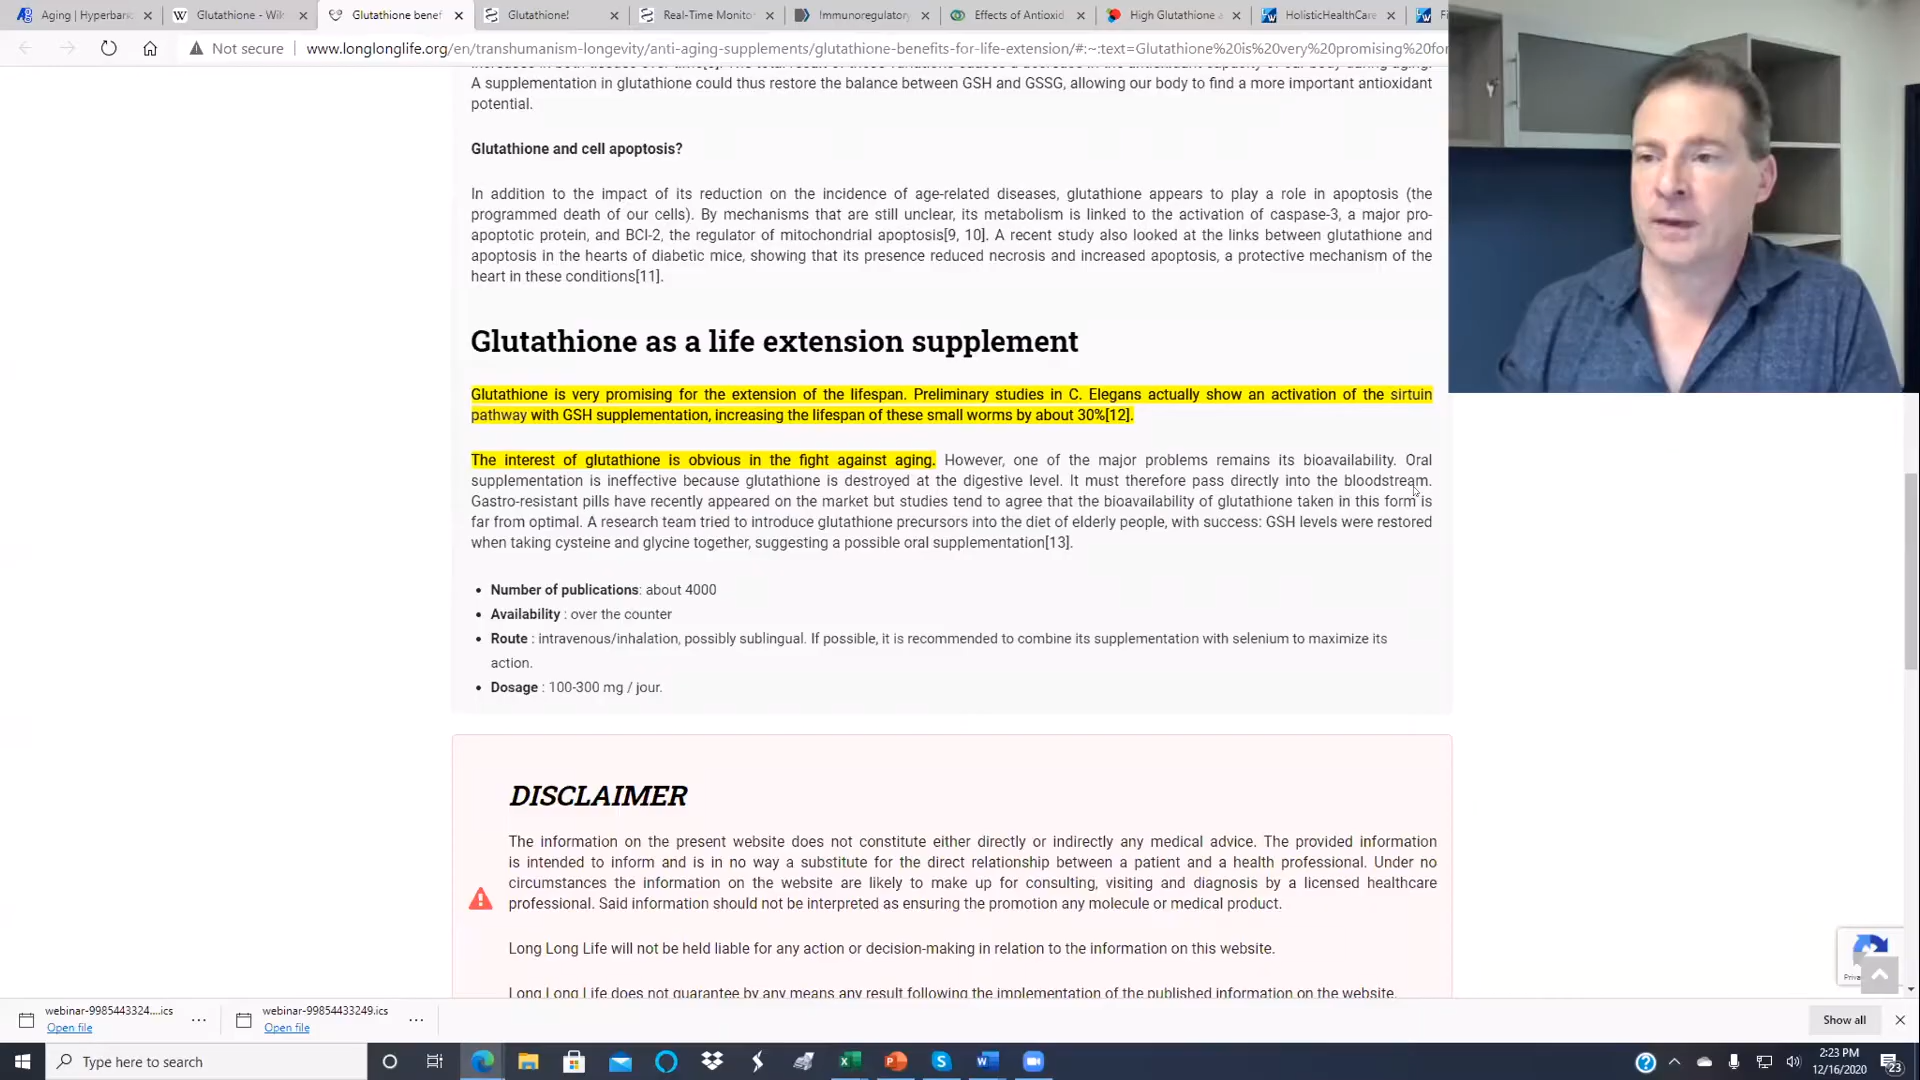 Aging | Hyperbari
Glutathione - Wik
Glutathione benef
Glutathione!
Real-Time Monito
Immunoregulatory
Effects of Antioxid
High Glutathione a
HolisticHealthCare
Not secure
www.longlonglife.org/en/transhumanism-longevity/anti-aging-supplements/glutathione-benefits-for-life-extension/#:~:text=Glutathione%20is%20very%20promising%20for
A supplementation in glutathione could thus restore the balance between GSH and GSSG, allowing our body to find a more important antioxidant
potential.
Glutathione and cell apoptosis?
In addition to the impact of its reduction on the incidence of age-related diseases, glutathione appears to play a role in apoptosis (the
programmed death of our cells). By mechanisms that are still unclear, its metabolism is linked to the activation of caspase-3, a major pro-
apoptotic protein, and BCl-2, the regulator of mitochondrial apoptosis[9, 10]. A recent study also looked at the links between glutathione and
apoptosis in the hearts of diabetic mice, showing that its presence reduced necrosis and increased apoptosis, a protective mechanism of the
heart in these conditions[11].
Glutathione as a life extension supplement
Glutathione is very promising for the extension of the lifespan. Preliminary studies in C. Elegans actually show an activation of the sirtuin
pathway with GSH supplementation, increasing the lifespan of these small worms by about 30%[12].
The interest of glutathione is obvious in the fight against aging. However, one of the major problems remains its bioavailability. Oral
supplementation is ineffective because glutathione is destroyed at the digestive level. It must therefore pass directly into the bloodstream.
Gastro-resistant pills have recently appeared on the market but studies tend to agree that the bioavailability of glutathione taken in this form is
far from optimal. A research team tried to introduce glutathione precursors into the diet of elderly people, with success: GSH levels were restored
when taking cysteine and glycine together, suggesting a possible oral supplementation[13].
• Number of publications: about 4000
• Availability : over the counter
• Route : intravenous/inhalation, possibly sublingual. If possible, it is recommended to combine its supplementation with selenium to maximize its
action.
• Dosage : 100-300 mg / jour.
DISCLAIMER
The information on the present website does not constitute either directly or indirectly any medical advice. The provided information
is intended to inform and is in no way a substitute for the direct relationship between a patient and a health professional. Under no
circumstances the information on the website are likely to make up for consulting, visiting and diagnosis by a licensed healthcare
professional. Said information should not be interpreted as ensuring the promotion any molecule or medical product.
Long Long Life will not be held liable for any action or decision-making in relation to the information on this website.
Long Long Life does not guarantee by any means any result following the implementation of the published information on the website.
webinar-9985443324....ics
Open file
webinar-99854433249.ics
Open file
Show all
Type here to search
2:23 PM
12/16/2020
23